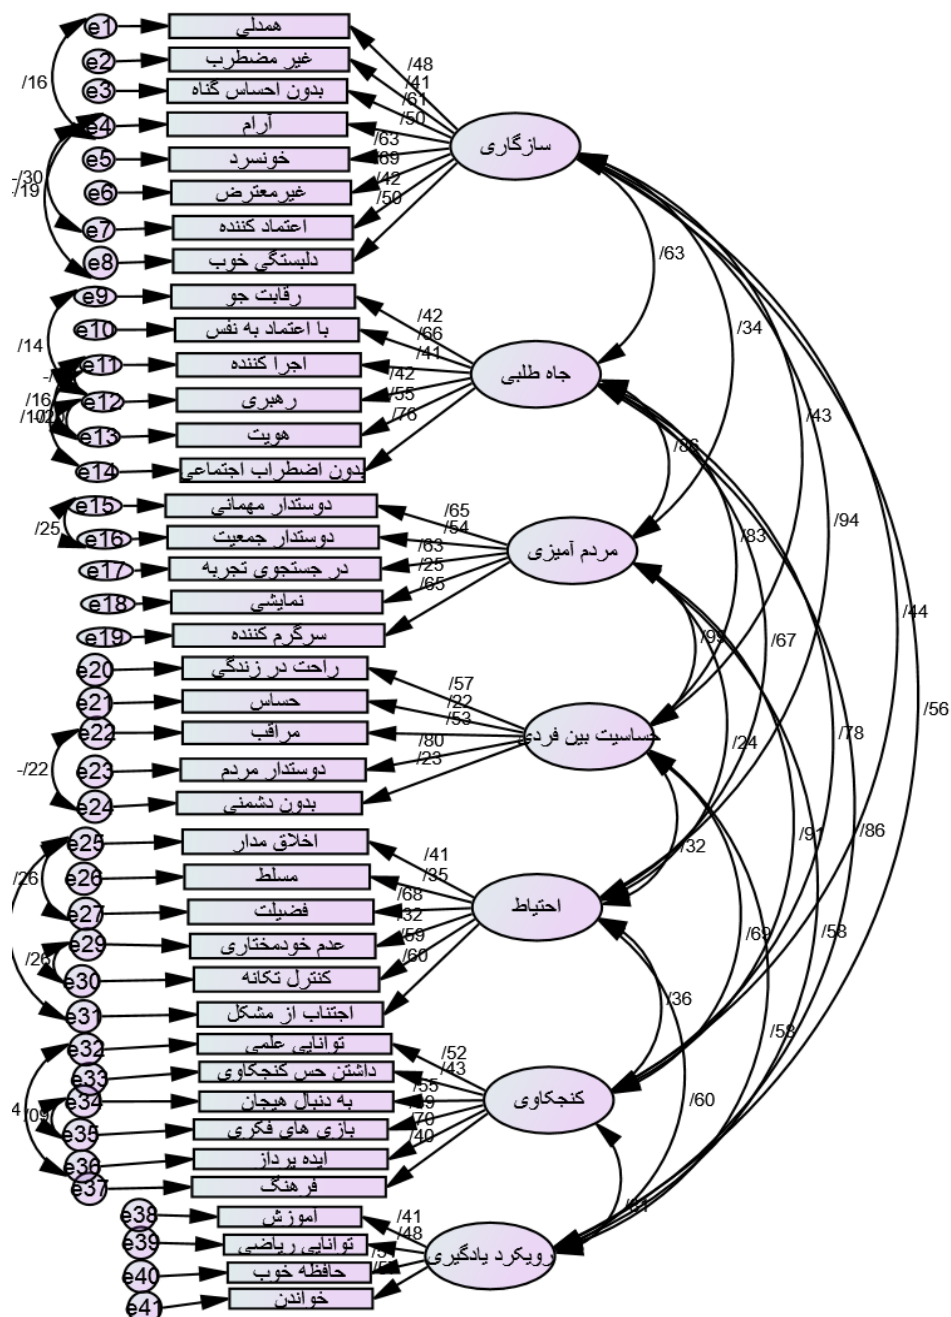 e1 همدلی
e2 غیر مضطرب
e3 بدون احساس گناه
e4 آرام
e5 خونسرد
e6 غیرمعترض
e7 اعتماد کننده
e8 دلبستگی خوب
/16
-/30
/19
/48
/41
/61
/50
/63
/69
/42
/50
سازگاری
e9 رقابت جو
e10 با اعتماد به نفس
e11 اجرا کننده
e12 رهبری
e13 هویت
e14 بدون اضطراب اجتماعی
/14
/16
/42
/66
/41
/42
/55
/76
جاه طلبی
e15 دوستدار مهمانی
e16 دوستدار جمعیت
e17 در جستجوی تجربه
e18 نمایشی
e19 سرگرم کننده
/25
/65
/54
/63
/25
/65
مردم آمیزی
e20 راحت در زندگی
e21 حساس
e22 مراقب
e23 دوستدار مردم
e24 بدون دشمنی
-/22
/57
/22
/53
/80
/23
حساسیت بین فردی
e25 اخلاق مدار
e26 مسلط
e27 فضیلت
e29 عدم خودمختاری
e30 کنترل تکانه
e31 اجتناب از مشکل
/26
/26
/41
/35
/68
/32
/59
/60
احتیاط
e32 توانایی علمی
e33 داشتن حس کنجکاوی
e34 به دنبال هیجان
e35 بازی های فکری
e36 ایده پرداز
e37 فرهنگ
4
/09
/52
/43
/55
/70
/40
کنجکاوی
e38 آموزش
e39 توانایی ریاضی
e40 حافظه خوب
e41 خواندن
/41
/48
رویکرد یادگیری
/63
/34
/43
/94
/44
/56
/86
/83
/67
/78
/86
/99
/24
/91
/58
/32
/69
/58
/36
/60
/61